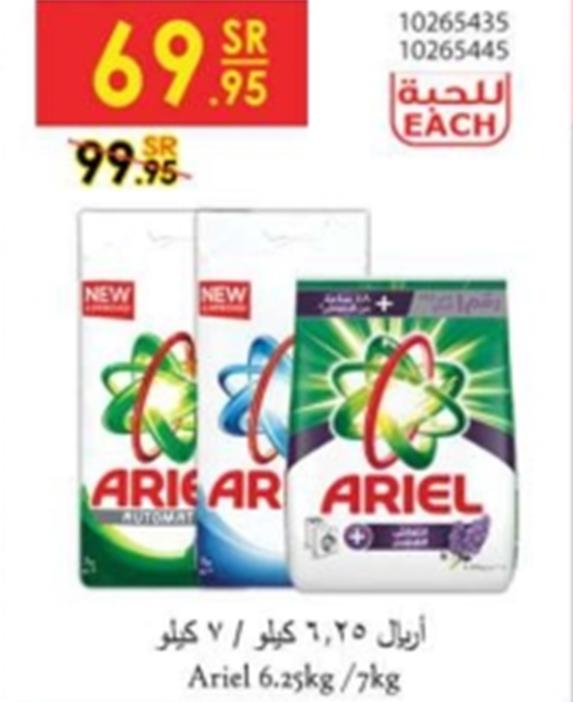 69.95 SR
10265435
10265445
للحبة
EACH
99.95 SR
NEW
NEW
ARIE
AUTOMAT
AR
+
ARIEL
+
أريال ٦,٢٥ كيلو / ٧ كيلو
Ariel 6.25kg /7kg